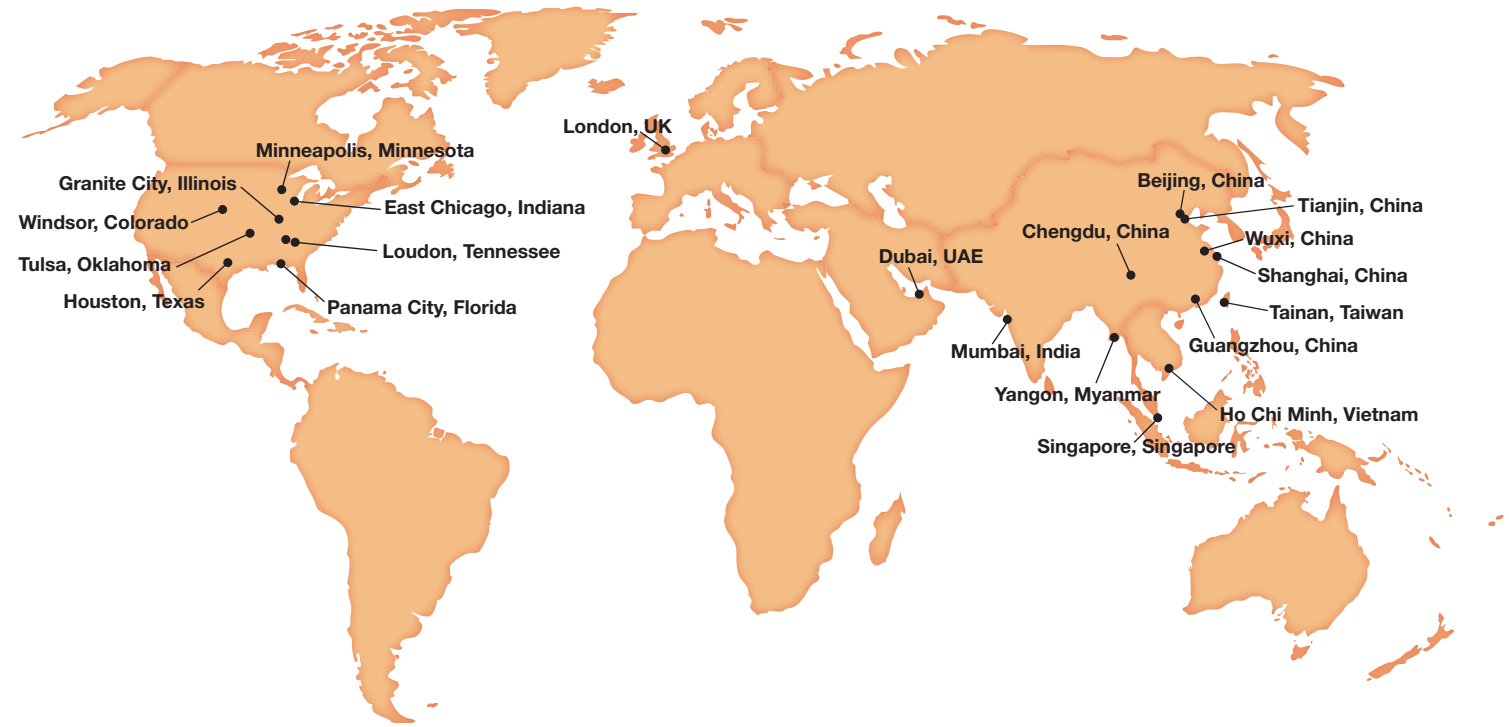 London, UK
Minneapolis, Minnesota
Granite City, Illinois
East Chicago, Indiana
Windsor, Colorado
Loudon, Tennessee
Tulsa, Oklahoma
Houston, Texas
Panama City, Florida
Beijing, China
Tianjin, China
Chengdu, China
Wuxi, China
Dubai, UAE
Shanghai, China
Tainan, Taiwan
Guangzhou, China
Mumbai, India
Yangon, Myanmar
Ho Chi Minh, Vietnam
Singapore, Singapore